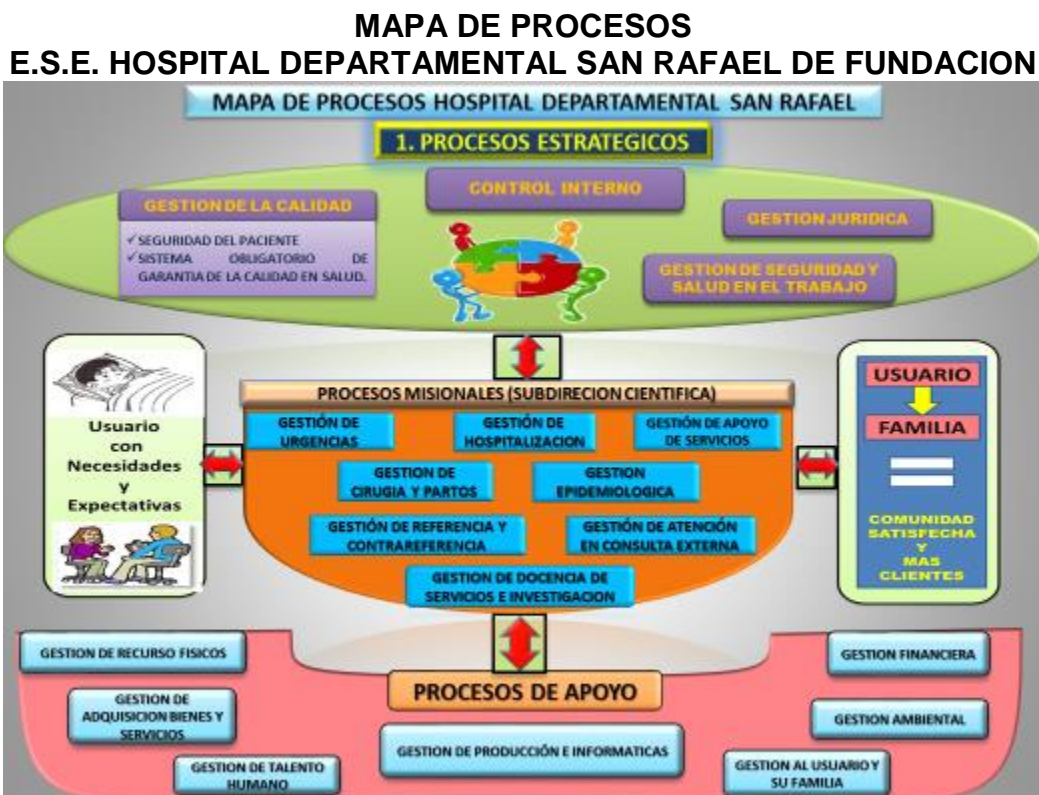 MAPA DE PROCESOS
E.S.E. HOSPITAL DEPARTAMENTAL SAN RAFAEL DE FUNDACION
MAPA DE PROCESOS HOSPITAL DEPARTAMENTAL SAN RAFAEL
1. PROCESOS ESTRATEGICOS
CONTROL INTERNO
GESTION DE LA CALIDAD
✓SEGURIDAD DEL PACIENTE
✓SISTEMA OBLIGATORIO DE
GARANTIA DE LA CALIDAD EN SALUD.
GESTION JURIDICA
GESTION DE SEGURIDAD Y
SALUD EN EL TRABAJO
Usuario
con
Necesidades
y
Expectativas
PROCESOS MISIONALES (SUBDIRECION CIENTIFICA)
GESTIÓN DE
URGENCIAS
GESTIÓN DE
HOSPITALIZACION
GESTIÓN DE APOYO
DE SERVICIOS
GESTION DE
CIRUGIA Y PARTOS
GESTION
EPIDEMIOLOGICA
GESTIÓN DE REFERENCIA Y
CONTRAREFERENCIA
GESTIÓN DE ATENCIÓN
EN CONSULTA EXTERNA
GESTION DE DOCENCIA DE
SERVICIOS E INVESTIGACION
USUARIO
FAMILIA
COMUNIDAD
SATISFECHA
Y
MAS
CLIENTES
PROCESOS DE APOYO
GESTION DE RECURSO FISICOS
GESTION DE
ADQUISICION BIENES Y
SERVICIOS
GESTION DE TALENTO
HUMANO
GESTION DE PRODUCCIÓN E INFORMATICAS
GESTION FINANCIERA
GESTION AMBIENTAL
GESTION AL USUARIO Y
SU FAMILIA